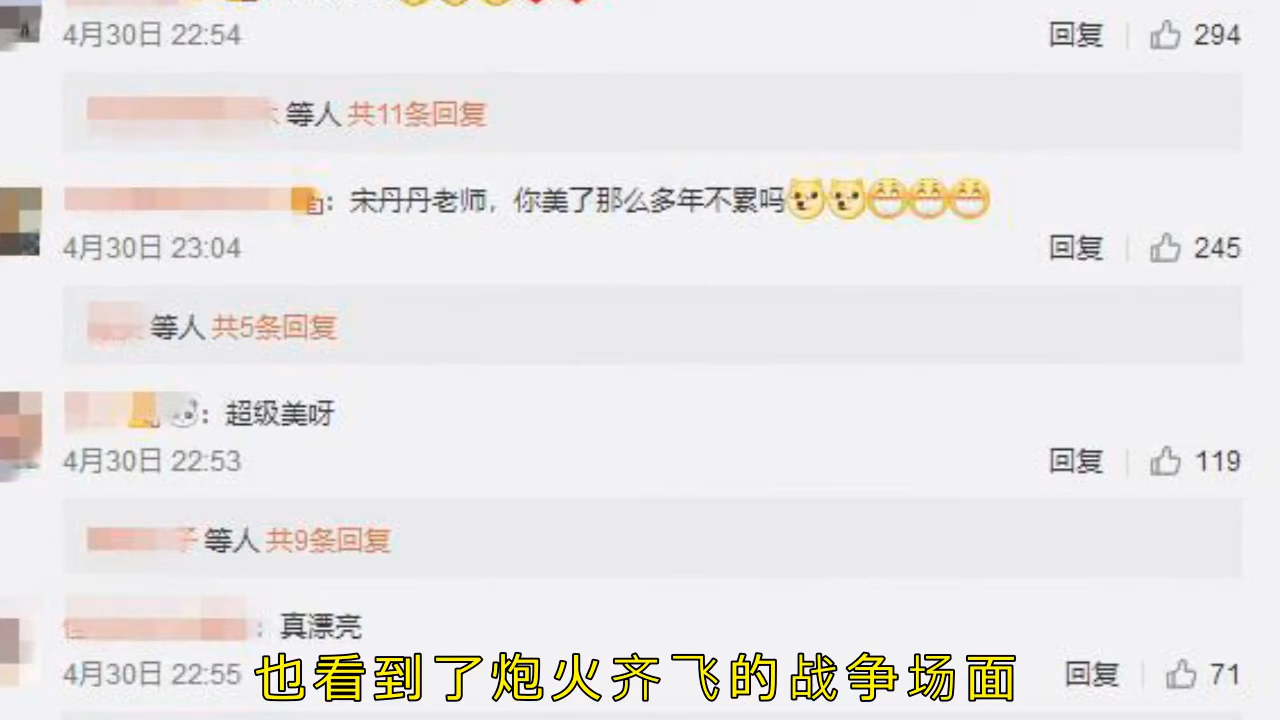 4月30日 22:54 回复 294
等人 共11条回复
：宋丹丹老师，你美了那么多年不累吗
4月30日 23:04 回复 245
等人 共5条回复
：超级美呀
4月30日 22:53 回复 119
子 等人 共9条回复
：真漂亮
4月30日 22:55 回复 71
也看到了炮火齐飞的战争场面